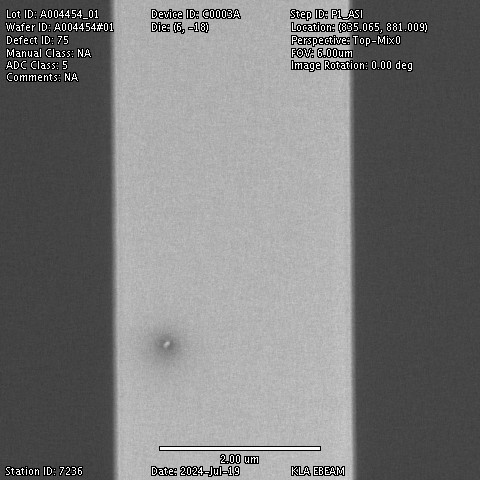 Lot ID: A004454_01 Device ID: C0003A Step ID: P1_ASI
Wafer ID: A004454#01 Die: (6, -18) Location: (835.065, 881.009)
Defect ID: 75 Perspective: Top-Mix0
Manual Class: NA FOV: 6.00um
ADC Class: 5 Image Rotation: 0.00 deg
Comments: NA
2.00 um
Station ID: 7236 Date: 2024-Jul-19 KLA EBEAM